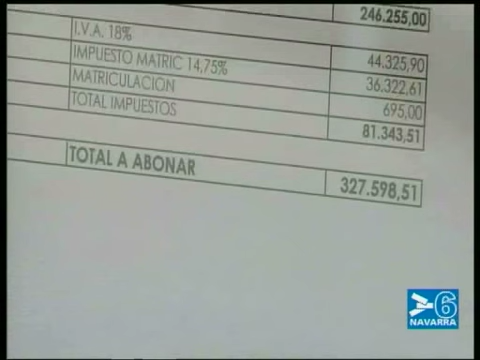 246.255,00
I.V.A. 18% 44.325,90
IMPUESTO MATRIC 14,75% 36.322,61
MATRICULACION 695,00
TOTAL IMPUESTOS 81.343,51
TOTAL A ABONAR 327.598,51
6
NAVARRA